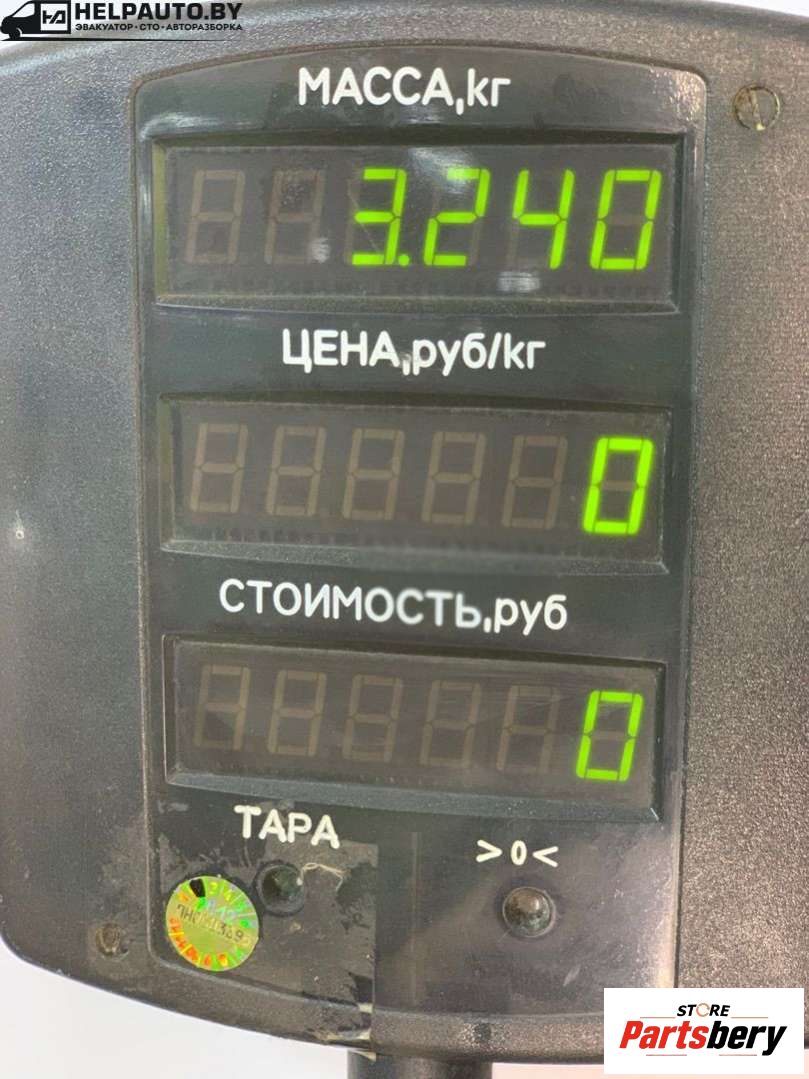 HELPAUTO.BY
ЭВАКУАТОР • СТО • АВТОРАЗБОРКА
МАССА,кг
3.240
ЦЕНА,руб/кг
0
СТОИМОСТЬ,руб
0
ТАРА
>0<
STORE
Partsbery